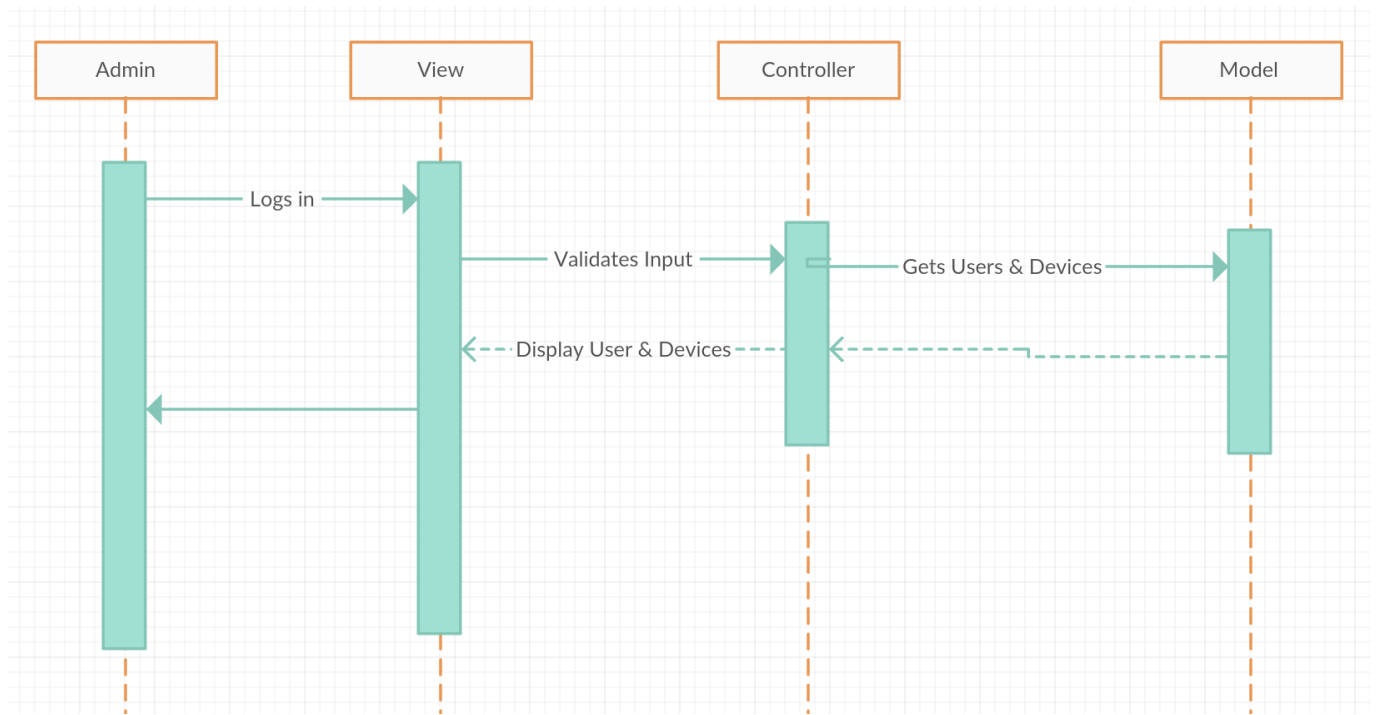 Admin
View
Controller
Model
Logs in
Validates Input
Gets Users & Devices
Display User & Devices